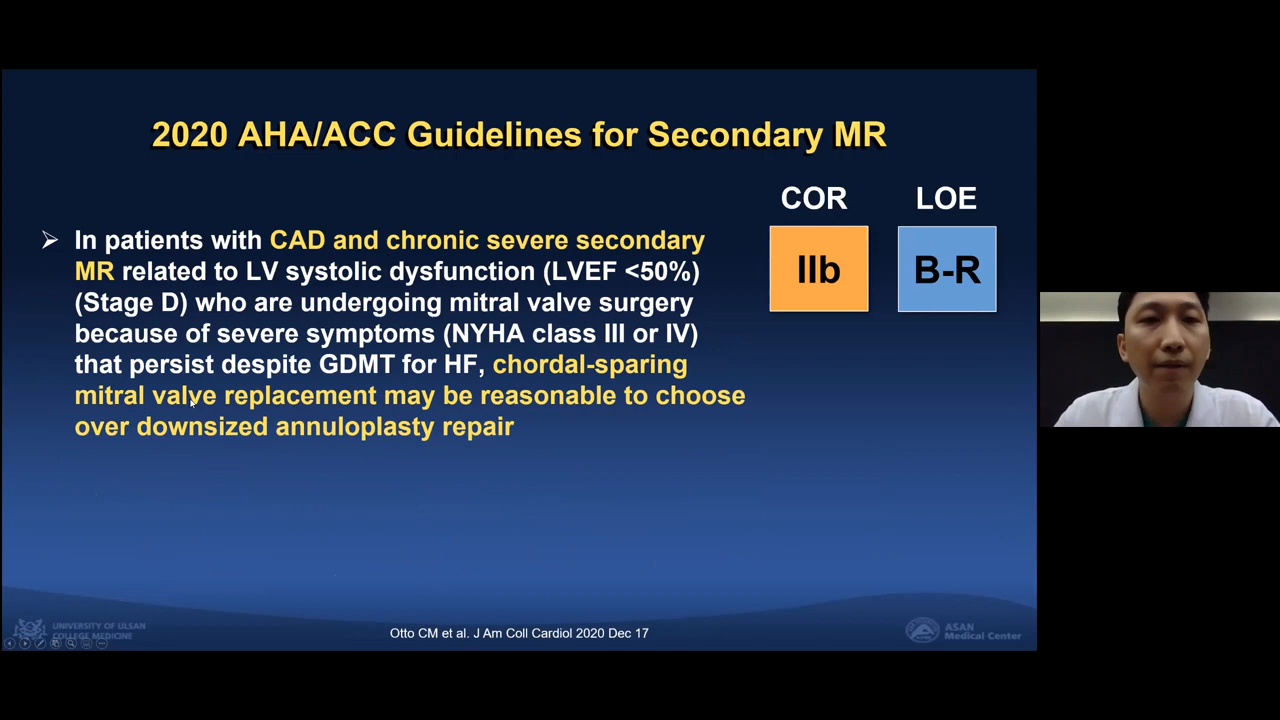 2020 AHA/ACC Guidelines for Secondary MR
COR LOE
➢ In patients with CAD and chronic severe secondary
MR related to LV systolic dysfunction (LVEF <50%)
(Stage D) who are undergoing mitral valve surgery
because of severe symptoms (NYHA class III or IV)
that persist despite GDMT for HF, chordal-sparing
mitral valve replacement may be reasonable to choose
over downsized annuloplasty repair
IIb B-R
UNIVERSITY OF ULSAN
COLLEGE MEDICINE
Otto CM et al. J Am Coll Cardiol 2020 Dec 17
ASAN
Medical Center